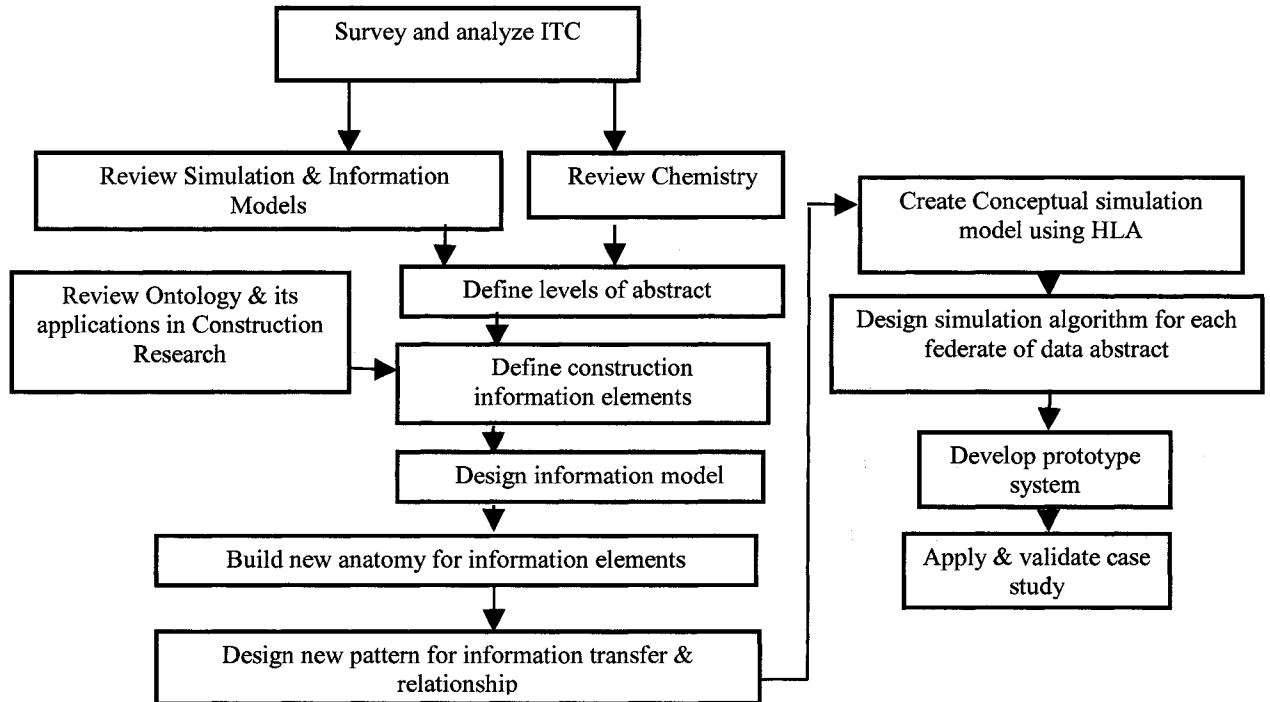 Survey and analyze ITC
Review Simulation & Information
Models
Review Chemistry
Define levels of abstract
Review Ontology & its
applications in Construction
Research
Define construction
information elements
Design information model
Build new anatomy for information elements
Design new pattern for information transfer &
relationship
Create Conceptual simulation
model using HLA
Design simulation algorithm for each
federate of data abstract
Develop prototype
system
Apply & validate case
study